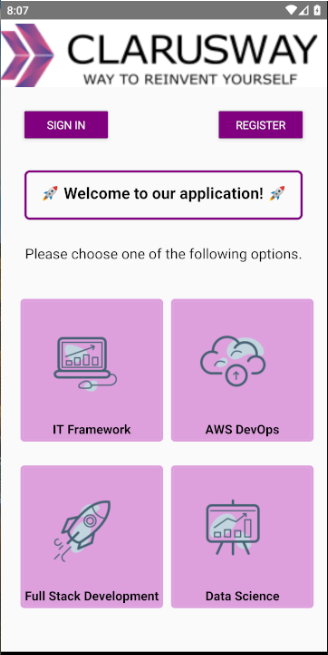 8:07
CLARUSWAY
WAY TO REINVENT YOURSELF
SIGN IN
REGISTER
🚀 Welcome to our application! 🚀
Please choose one of the following options.
IT Framework
AWS DevOps
Full Stack Development
Data Science